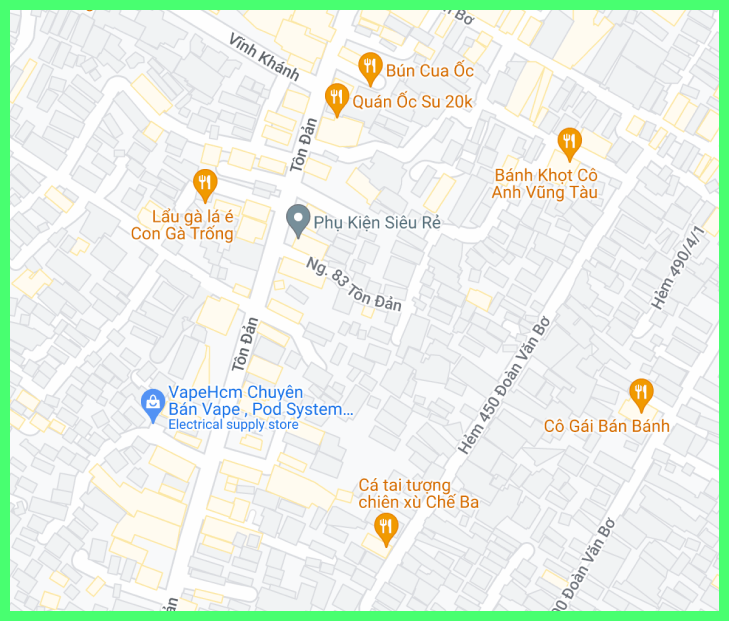 Vĩnh Khánh
Bơ
Bún Cua Ốc
Quán Ốc Su 20k
Tôn Đản
Bánh Khọt Cô
Anh Vũng Tàu
Lẩu gà lá é
Con Gà Trống
Phụ Kiện Siêu Rẻ
Hẻm 490/4/1
Ng. 83 Tôn Đản
Tôn Đản
Hẻm 450 Đoàn Văn Bơ
VapeHcm Chuyên
Bán Vape , Pod System...
Electrical supply store
Cô Gái Bán Bánh
Cá tai tượng
chiên xù Chế Ba
90 Đoàn Văn Bơ